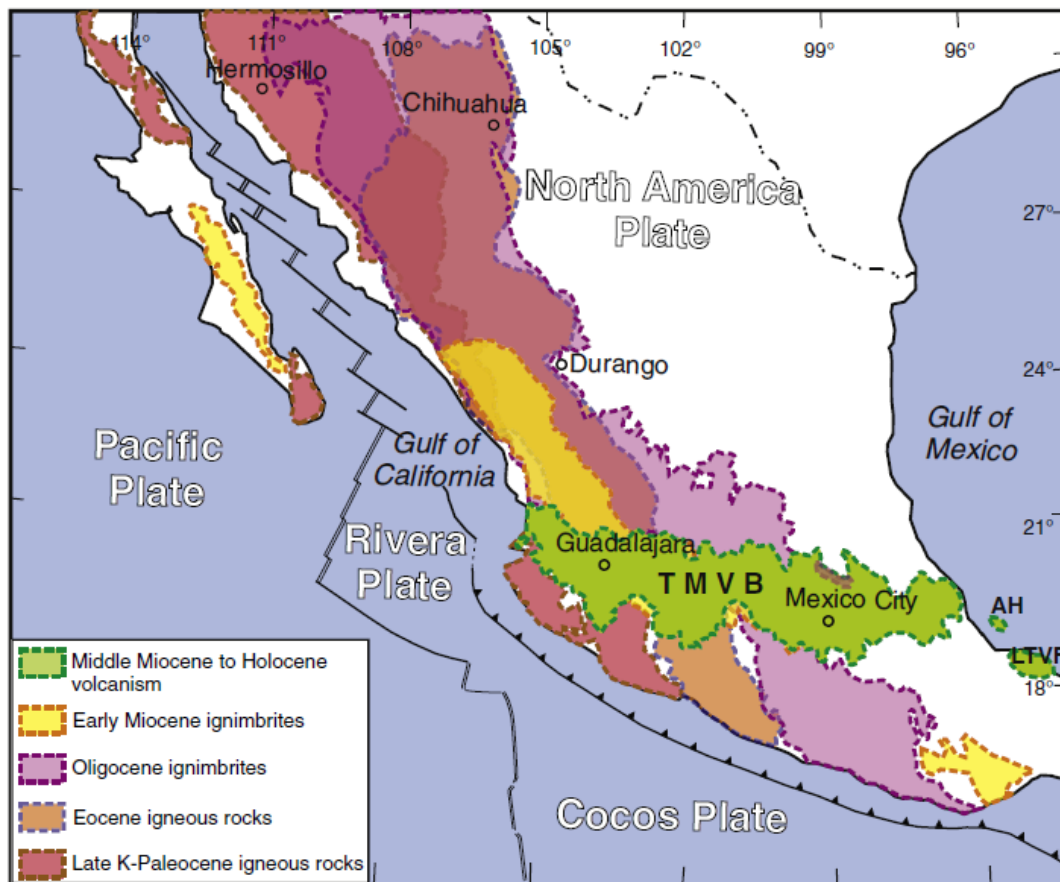 114°
111°
108°
105°
102°
99°
96°
Hermosillo
Chihuahua
North America
Plate
27°
Durango
24°
Gulf of
Mexico
Pacific
Plate
Gulf of
California
21°
Rivera
Plate
Guadalajara
T M V B
Mexico City
AH
LTVF
18°
Cocos Plate
Middle Miocene to Holocene
volcanism
Early Miocene ignimbrites
Oligocene ignimbrites
Eocene igneous rocks
Late K-Paleocene igneous rocks